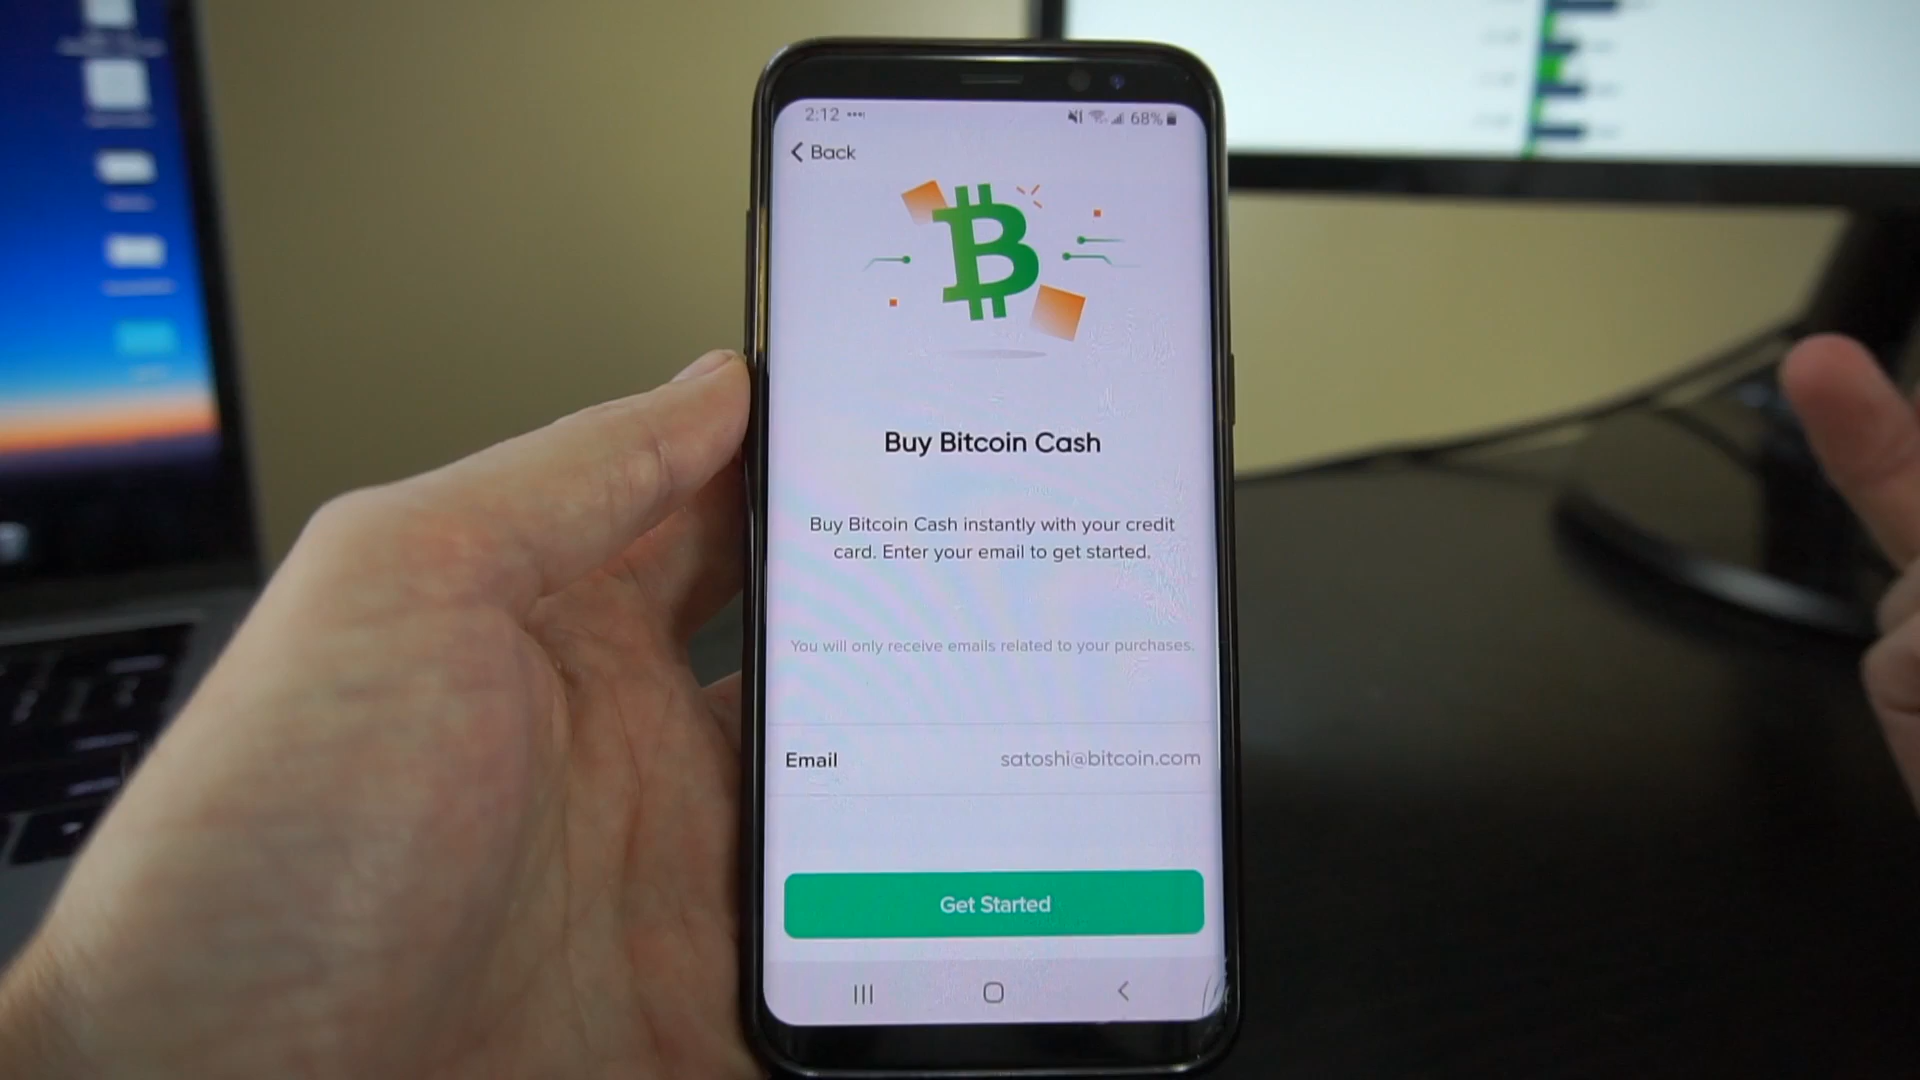 2:12
68%
Back
Buy Bitcoin Cash
Buy Bitcoin Cash instantly with your credit
card. Enter your email to get started.
You will only receive emails related to your purchases.
Email
satoshi@bitcoin.com
Get Started